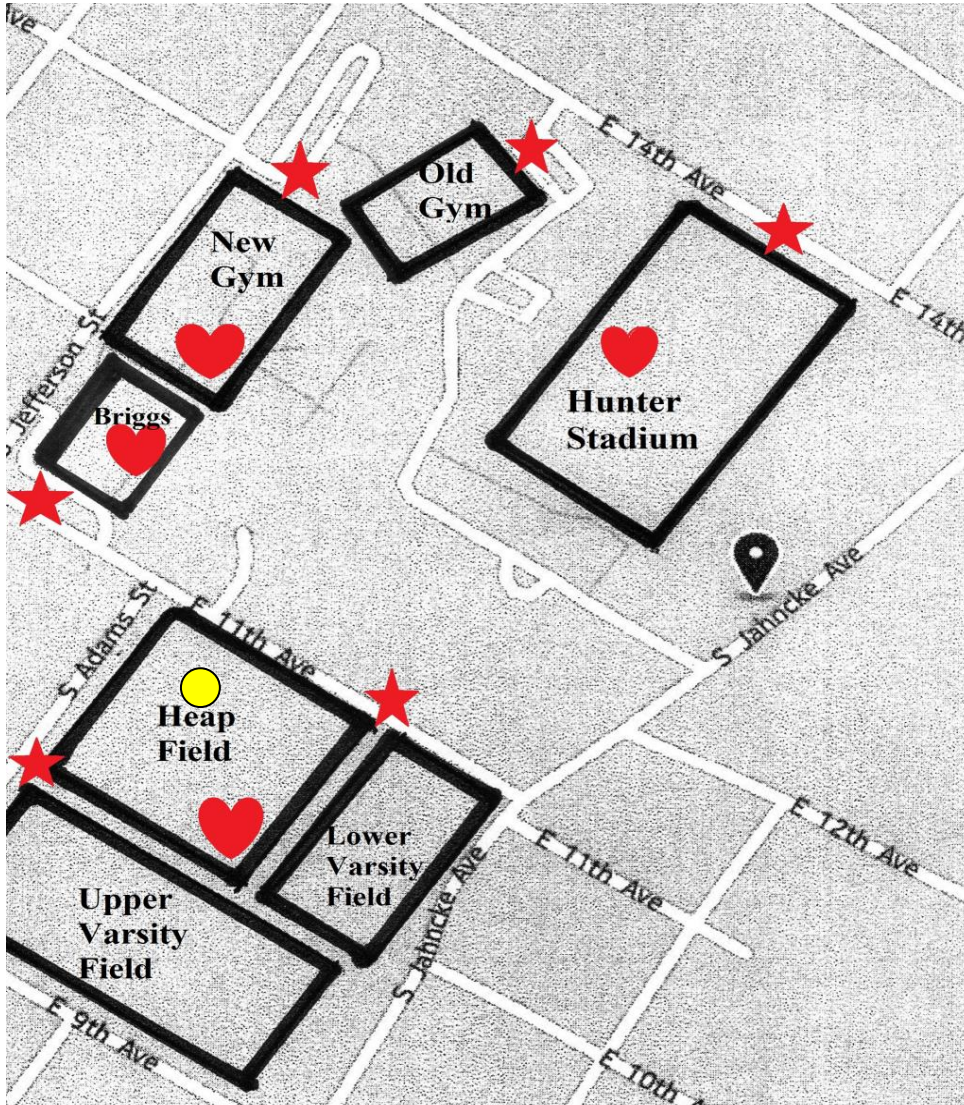 Ave
E 14th Ave
Old
Gym
New
Gym
E 14th
S Jefferson St
Briggs
Hunter
Stadium
S Jahncke Ave
S Adams St
E 11th Ave
Heap
Field
E 12th Ave
Lower
Varsity
Field
E 11th Ave
Upper
Varsity
Field
S Jahncke Ave
E 9th Ave
E 10th A